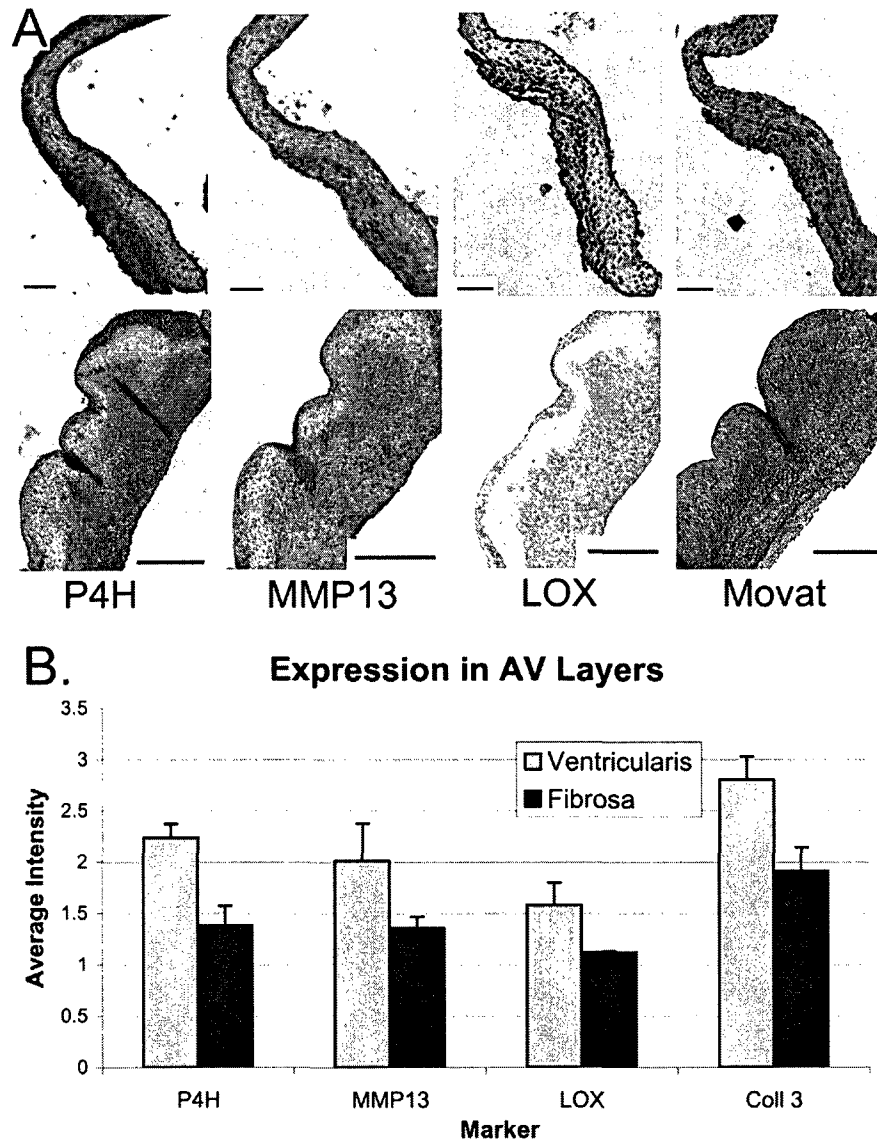 A
P4H MMP13 LOX Movat
B. Expression in AV Layers
3.5
3
2.5
2
1.5
1
0.5
0
Average Intensity
Ventricularis
Fibrosa
P4H MMP13 LOX Coll 3
Marker